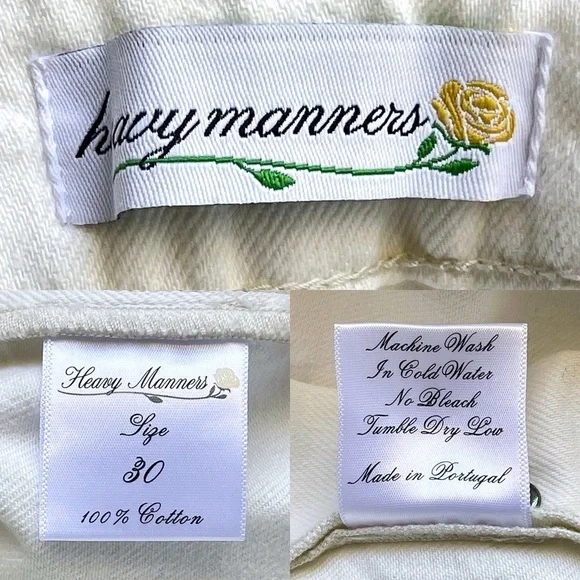 heavy manners
Heavy Manners
Size
30
100% Cotton
Machine Wash
In Cold Water
No Bleach
Tumble Dry Low
Made in Portugal